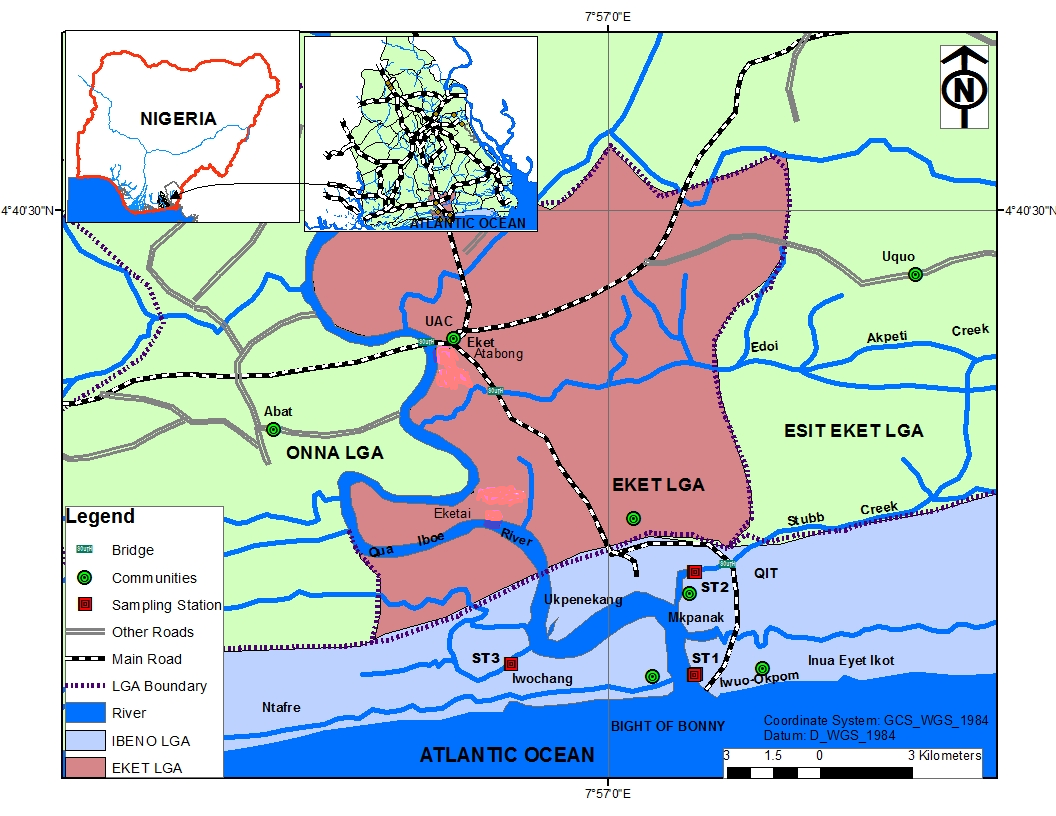 7°57'0"E
NIGERIA
ATLANTIC OCEAN
N
4°40'30"N
4°40'30"N
Uquo
UAC
Eket
Atabong
SOUTH
SOUTH
Edoi
Akpeti Creek
Abat
ONNA LGA
ESIT EKET LGA
EKET LGA
Eketai
Qua Iboe River
Stubb Creek
SOUTH
QIT
ST2
Ukpenekang
Mkpanak
ST3
Iwochang
ST1
Iwuo-Okpom
Inua Eyet Ikot
Ntafre
BIGHT OF BONNY
ATLANTIC OCEAN
Coordinate System: GCS_WGS_1984
Datum: D_WGS_1984
3 1.5 0 3 Kilometers
Legend
SOUTH Bridge
Communities
Sampling Station
Other Roads
Main Road
LGA Boundary
River
IBENO LGA
EKET LGA
7°57'0"E